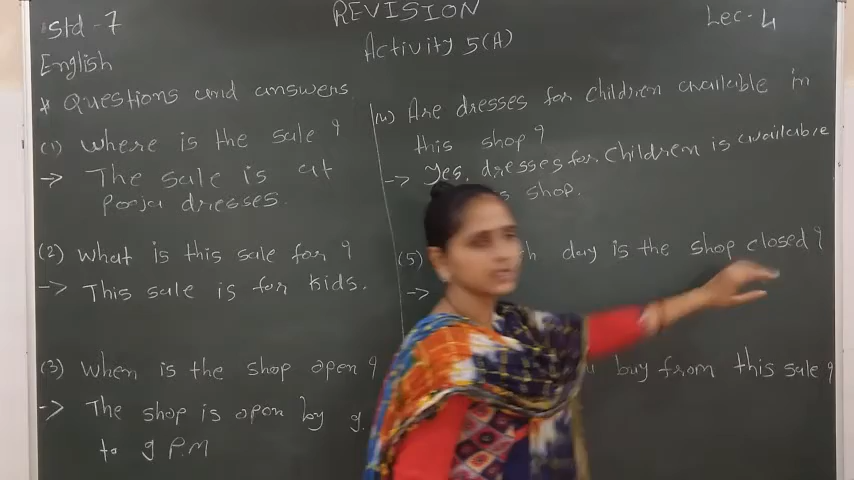 REVISION
Std - 7
Lec - 4
Activity 5(A)
English
* Questions and answers.
(1) Where is the sale ?
-> The sale is at
Pooja dresses.
(2) What is this sale for ?
-> This sale is for kids.
(3) When is the shop open ?
-> The shop is open by 9.
to 9 P.M
(4) Are dresses for children available in
this shop ?
-> Yes, dresses for children is available
shop.
(5) day is the shop closed ?
->
buy from this sale ?